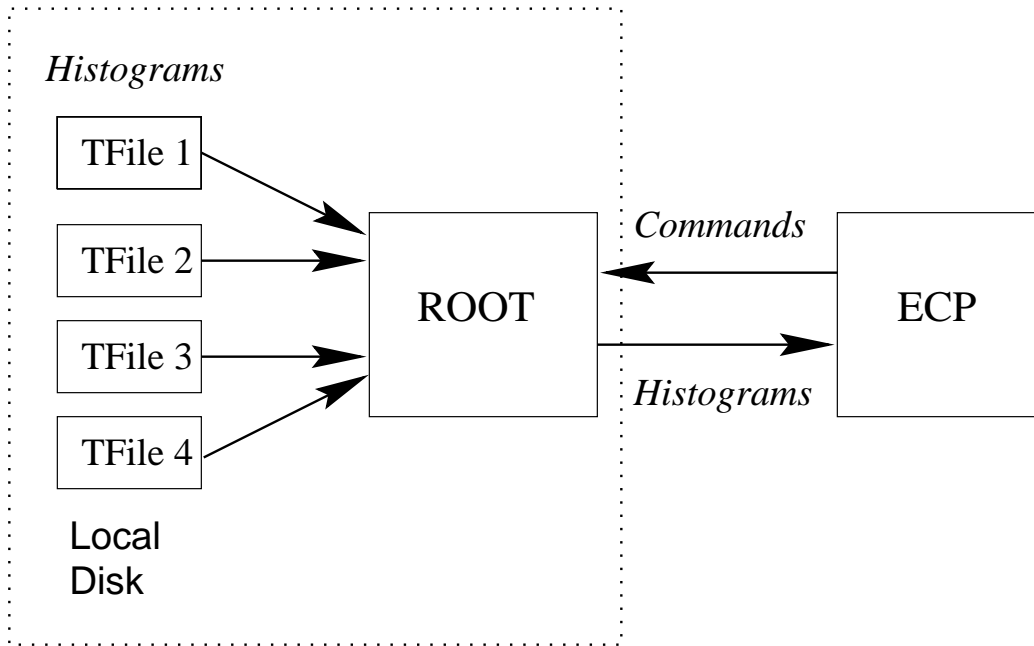 Histograms
TFile 1
TFile 2
TFile 3
TFile 4
Local
Disk
ROOT
Commands
Histograms
ECP